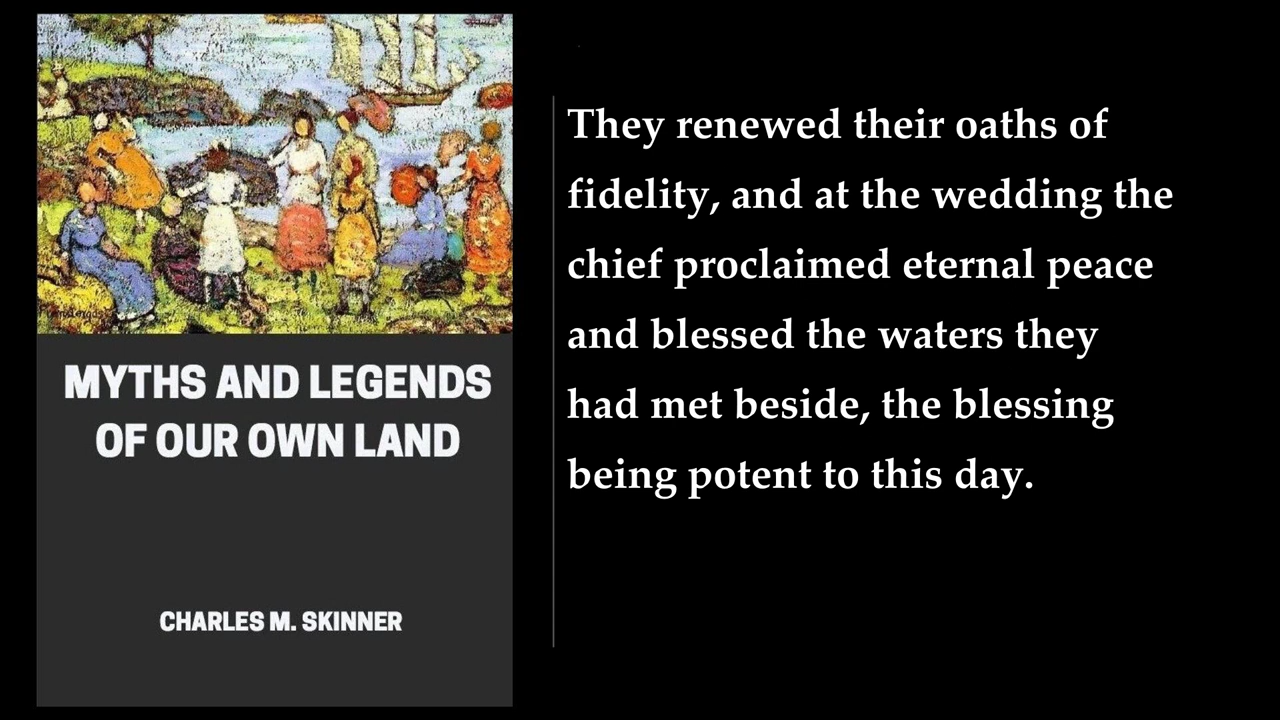 MYTHS AND LEGENDS
OF OUR OWN LAND
CHARLES M. SKINNER
They renewed their oaths of
fidelity, and at the wedding the
chief proclaimed eternal peace
and blessed the waters they
had met beside, the blessing
being potent to this day.